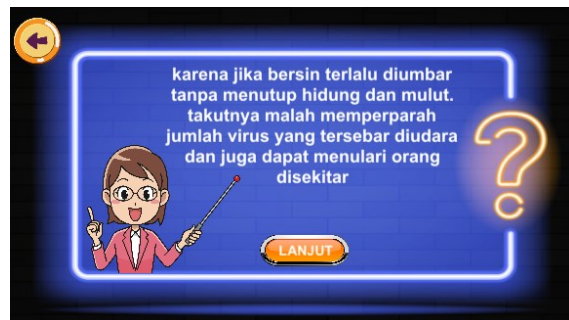 karena jika bersin terlalu diumbar
tanpa menutup hidung dan mulut.
takutnya malah memperparah
jumlah virus yang tersebar diudara
dan juga dapat menulari orang
disekitar
?
LANJUT